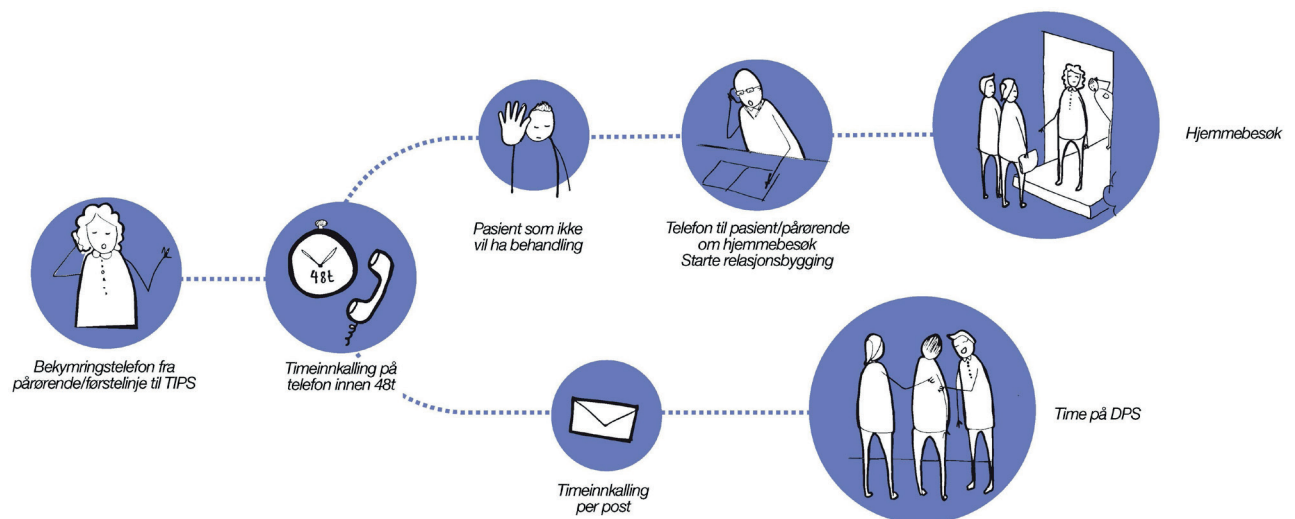 Bekymringstelefon fra
pårørende/førstelinje til TIPS
48t
Timeinnkalling på
telefon innen 48t
Pasient som ikke
vil ha behandling
Telefon til pasient/pårørende
om hjemmebesøk
Starte relasjonsbygging
Hjemmebesøk
Timeinnkalling
per post
Time på DPS